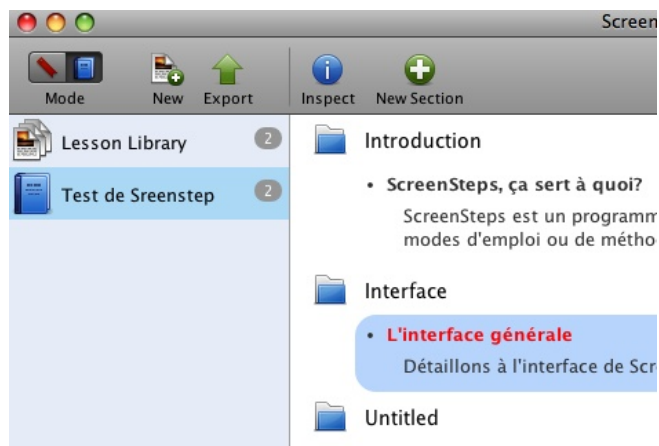 Screen
Mode New Export Inspect New Section
Lesson Library 2
Test de Sreenstep 2
Introduction
• ScreenSteps, ça sert à quoi?
ScreenSteps est un programm
modes d'emploi ou de métho
Interface
• L'interface générale
Détaillons à l'interface de Scr
Untitled